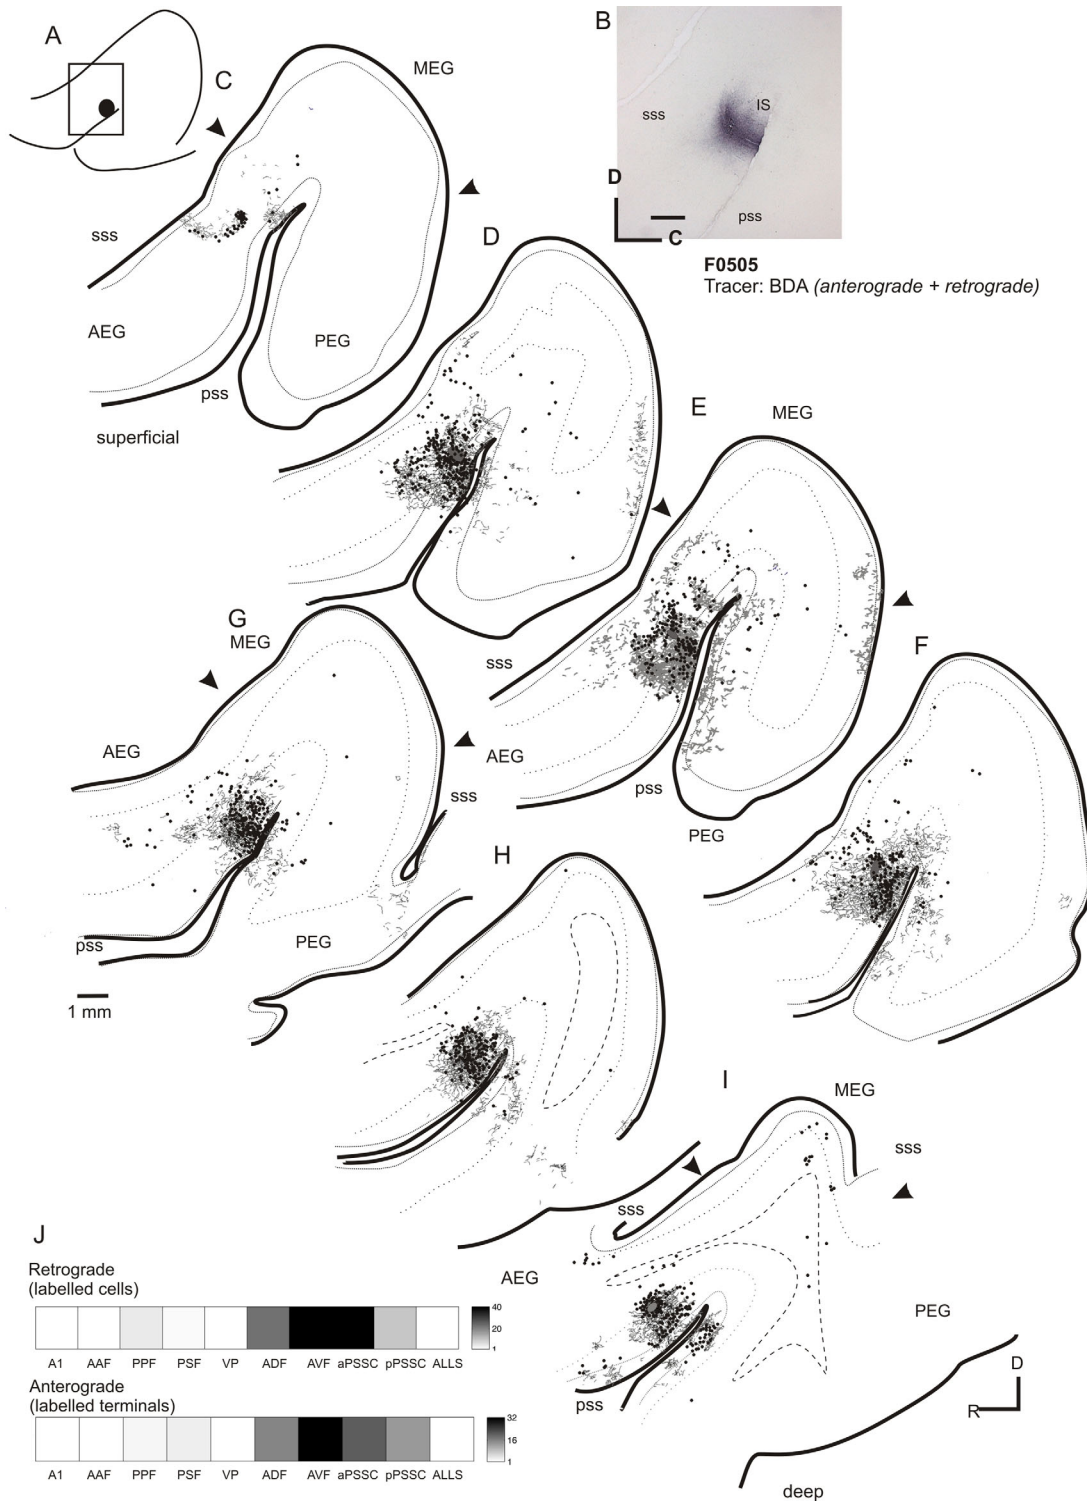 A
C
MEG
B
sss
IS
D
pss
C
F0505
Tracer: BDA (anterograde + retrograde)
sss
AEG
PEG
pss
superficial
D
E
MEG
sss
AEG
pss
PEG
F
G
MEG
AEG
sss
pss
PEG
1 mm
H
I
MEG
sss
sss
AEG
PEG
pss
D
R
deep
J
Retrograde
(labelled cells)
40
20
1
A1 AAF PPF PSF VP ADF AVF aPSSC pPSSC ALLS
Anterograde
(labelled terminals)
32
16
1
A1 AAF PPF PSF VP ADF AVF aPSSC pPSSC ALLS